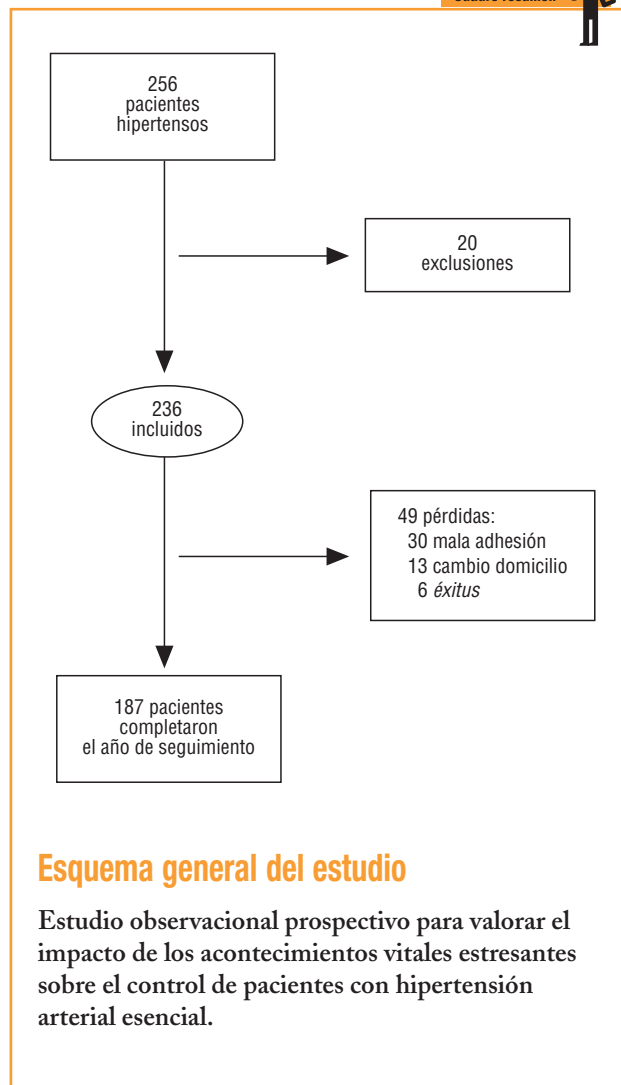 256
pacientes
hipertensos
20
exclusiones
236
incluidos
49 pérdidas:
30 mala adhesión
13 cambio domicilio
6 éxitus
187 pacientes
completaron
el año de seguimiento
Esquema general del estudio
Estudio observacional prospectivo para valorar el
impacto de los acontecimientos vitales estresantes
sobre el control de pacientes con hipertensión
arterial esencial.